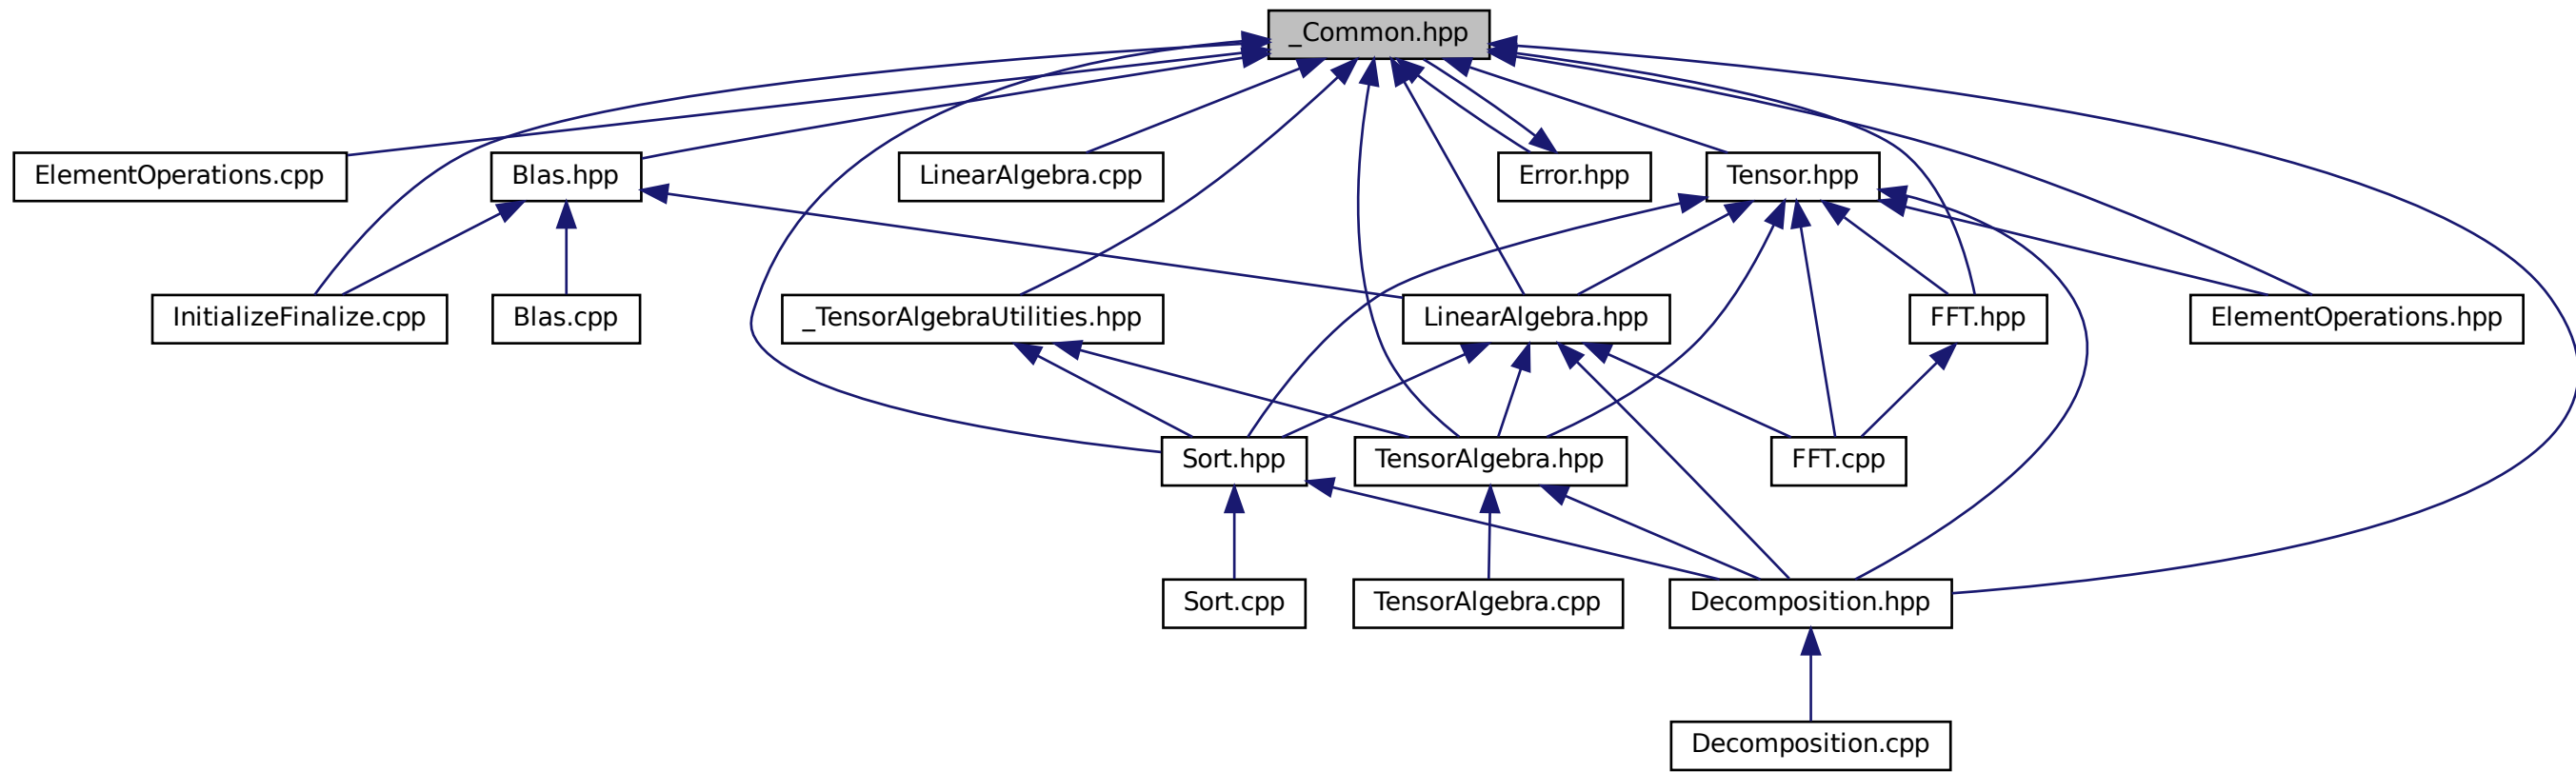 _Common.hpp
ElementOperations.cpp
Blas.hpp
LinearAlgebra.cpp
Error.hpp
Tensor.hpp
InitializeFinalize.cpp
Blas.cpp
_TensorAlgebraUtilities.hpp
LinearAlgebra.hpp
FFT.hpp
ElementOperations.hpp
Sort.hpp
TensorAlgebra.hpp
FFT.cpp
Sort.cpp
TensorAlgebra.cpp
Decomposition.hpp
Decomposition.cpp